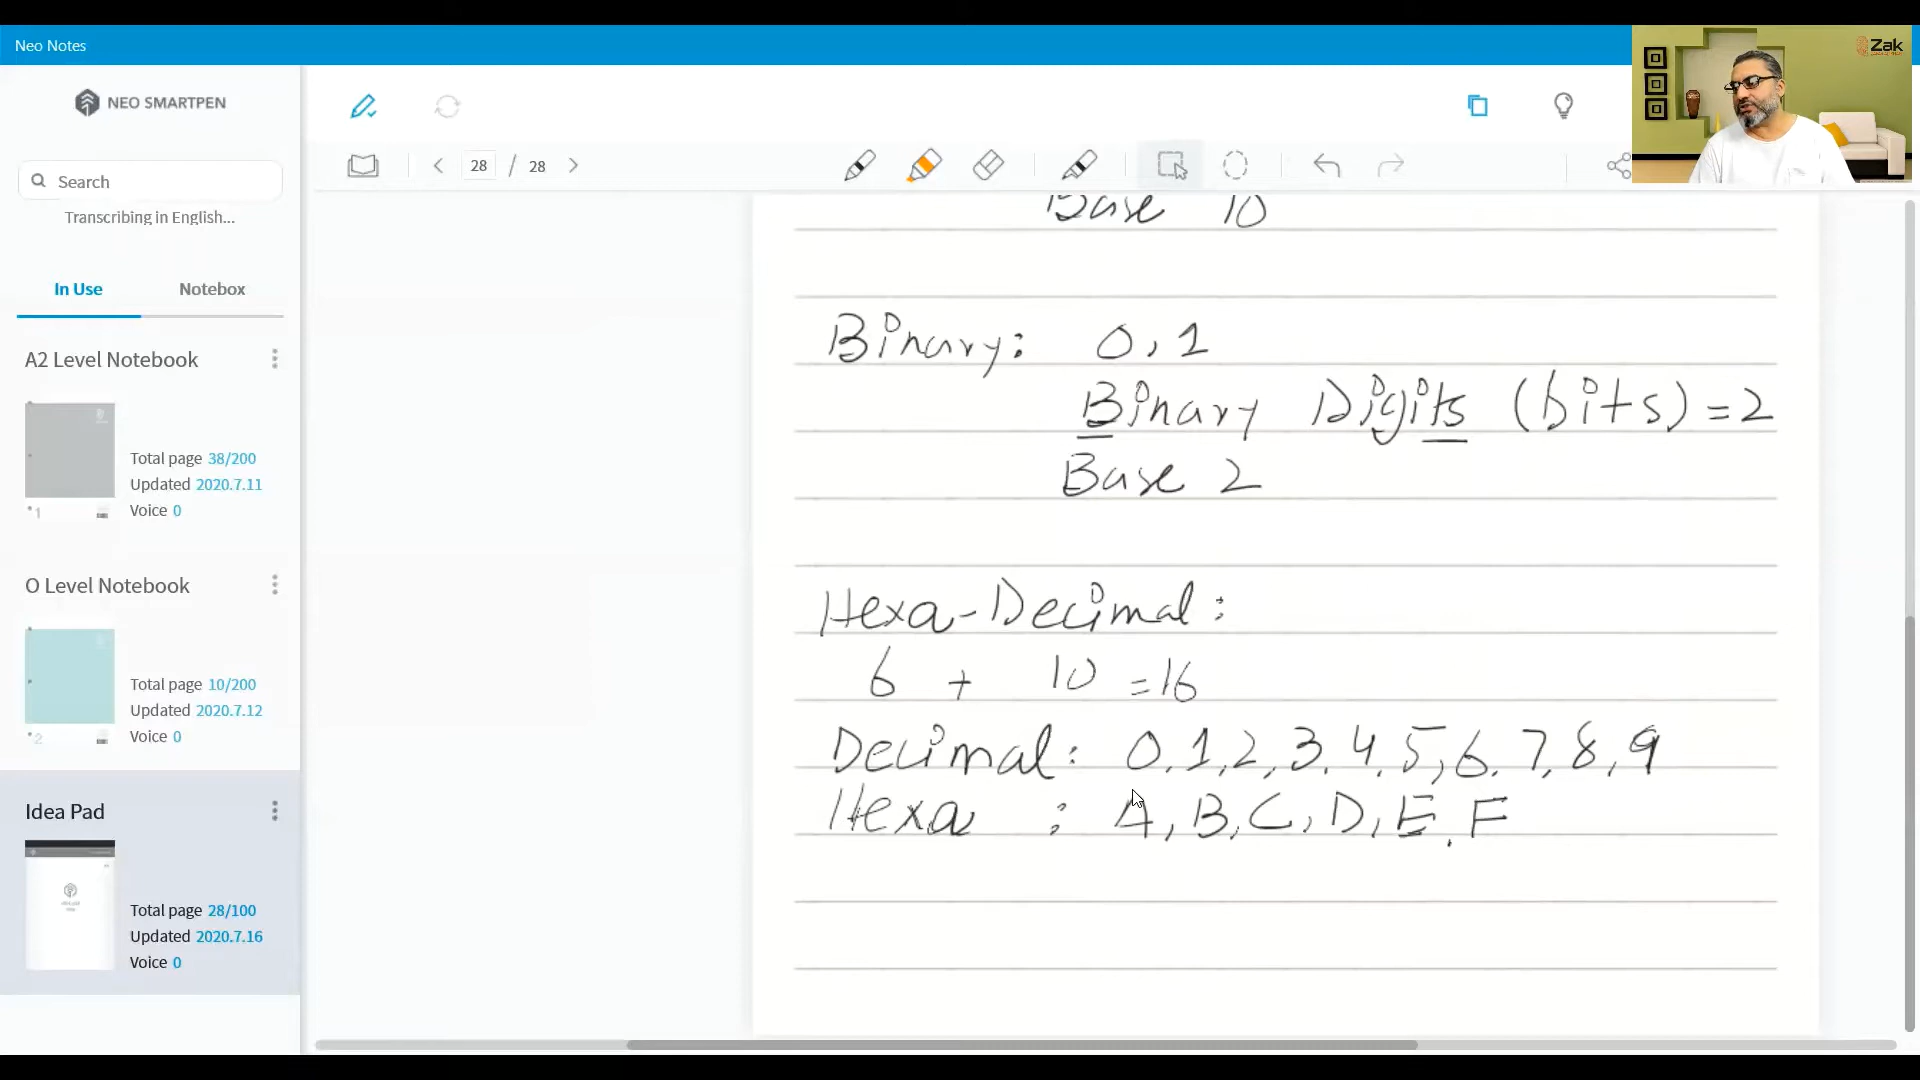 Neo Notes
Zak
NEO SMARTPEN
28 / 28
Search
Transcribing in English...
In Use
Notebox
A2 Level Notebook
Total page 38/200
Updated 2020.7.11
Voice 0
1
O Level Notebook
Total page 10/200
Updated 2020.7.12
Voice 0
2
Idea Pad
Total page 28/100
Updated 2020.7.16
Voice 0
Base 10
Binary: 0,1
Binary Digits (bits) = 2
Base 2
Hexa-Decimal:
6 + 10 = 16
Decimal: 0,1,2,3,4,5,6,7,8,9
Hexa : A,B,C,D,E,F